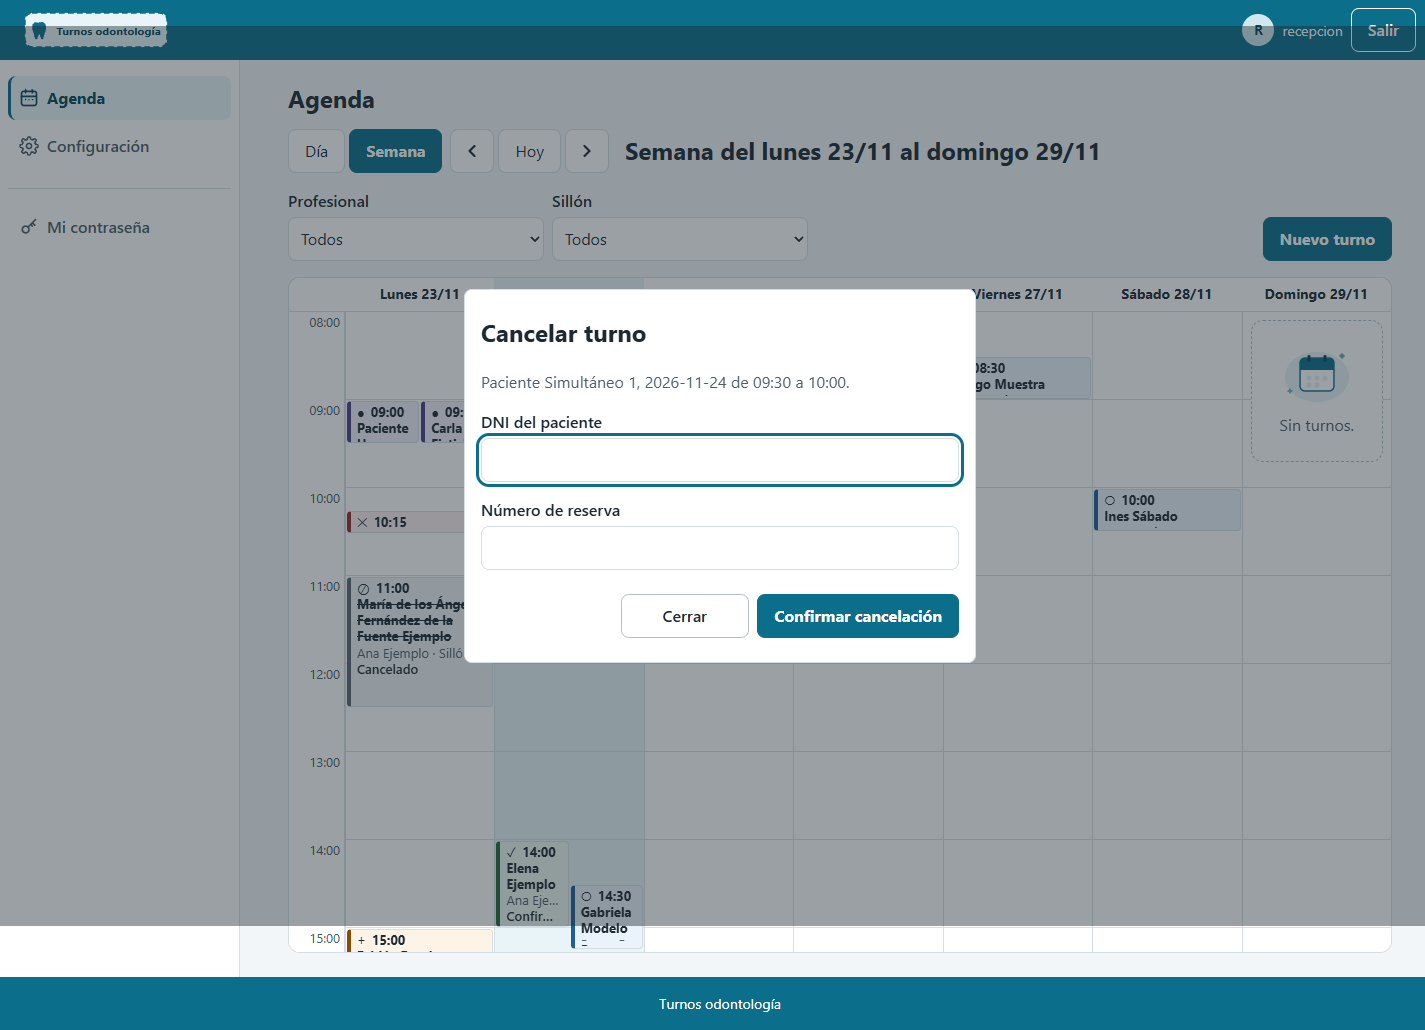 Turnos odontología
R
recepcion
Salir
Agenda
Configuración
Mi contraseña
Agenda
Día
Semana
Hoy
Semana del lunes 23/11 al domingo 29/11
Profesional
Sillón
Todos
Todos
Nuevo turno
Lunes 23/11
Viernes 27/11
Sábado 28/11
Domingo 29/11
08:00
09:00
10:00
11:00
12:00
13:00
14:00
15:00
09:00
Paciente
09:
Carla
10:15
11:00
María de los Ánge
Fernández de la
Fuente Ejemplo
Ana Ejemplo · Silló
Cancelado
+ 15:00
✓ 14:00
Elena
Ejemplo
Ana Eje...
Confir...
14:30
Gabriela
Modelo
08:30
go Muestra
10:00
Ines Sábado
Sin turnos.
Cancelar turno
Paciente Simultáneo 1, 2026-11-24 de 09:30 a 10:00.
DNI del paciente
Número de reserva
Cerrar
Confirmar cancelación
Turnos odontología